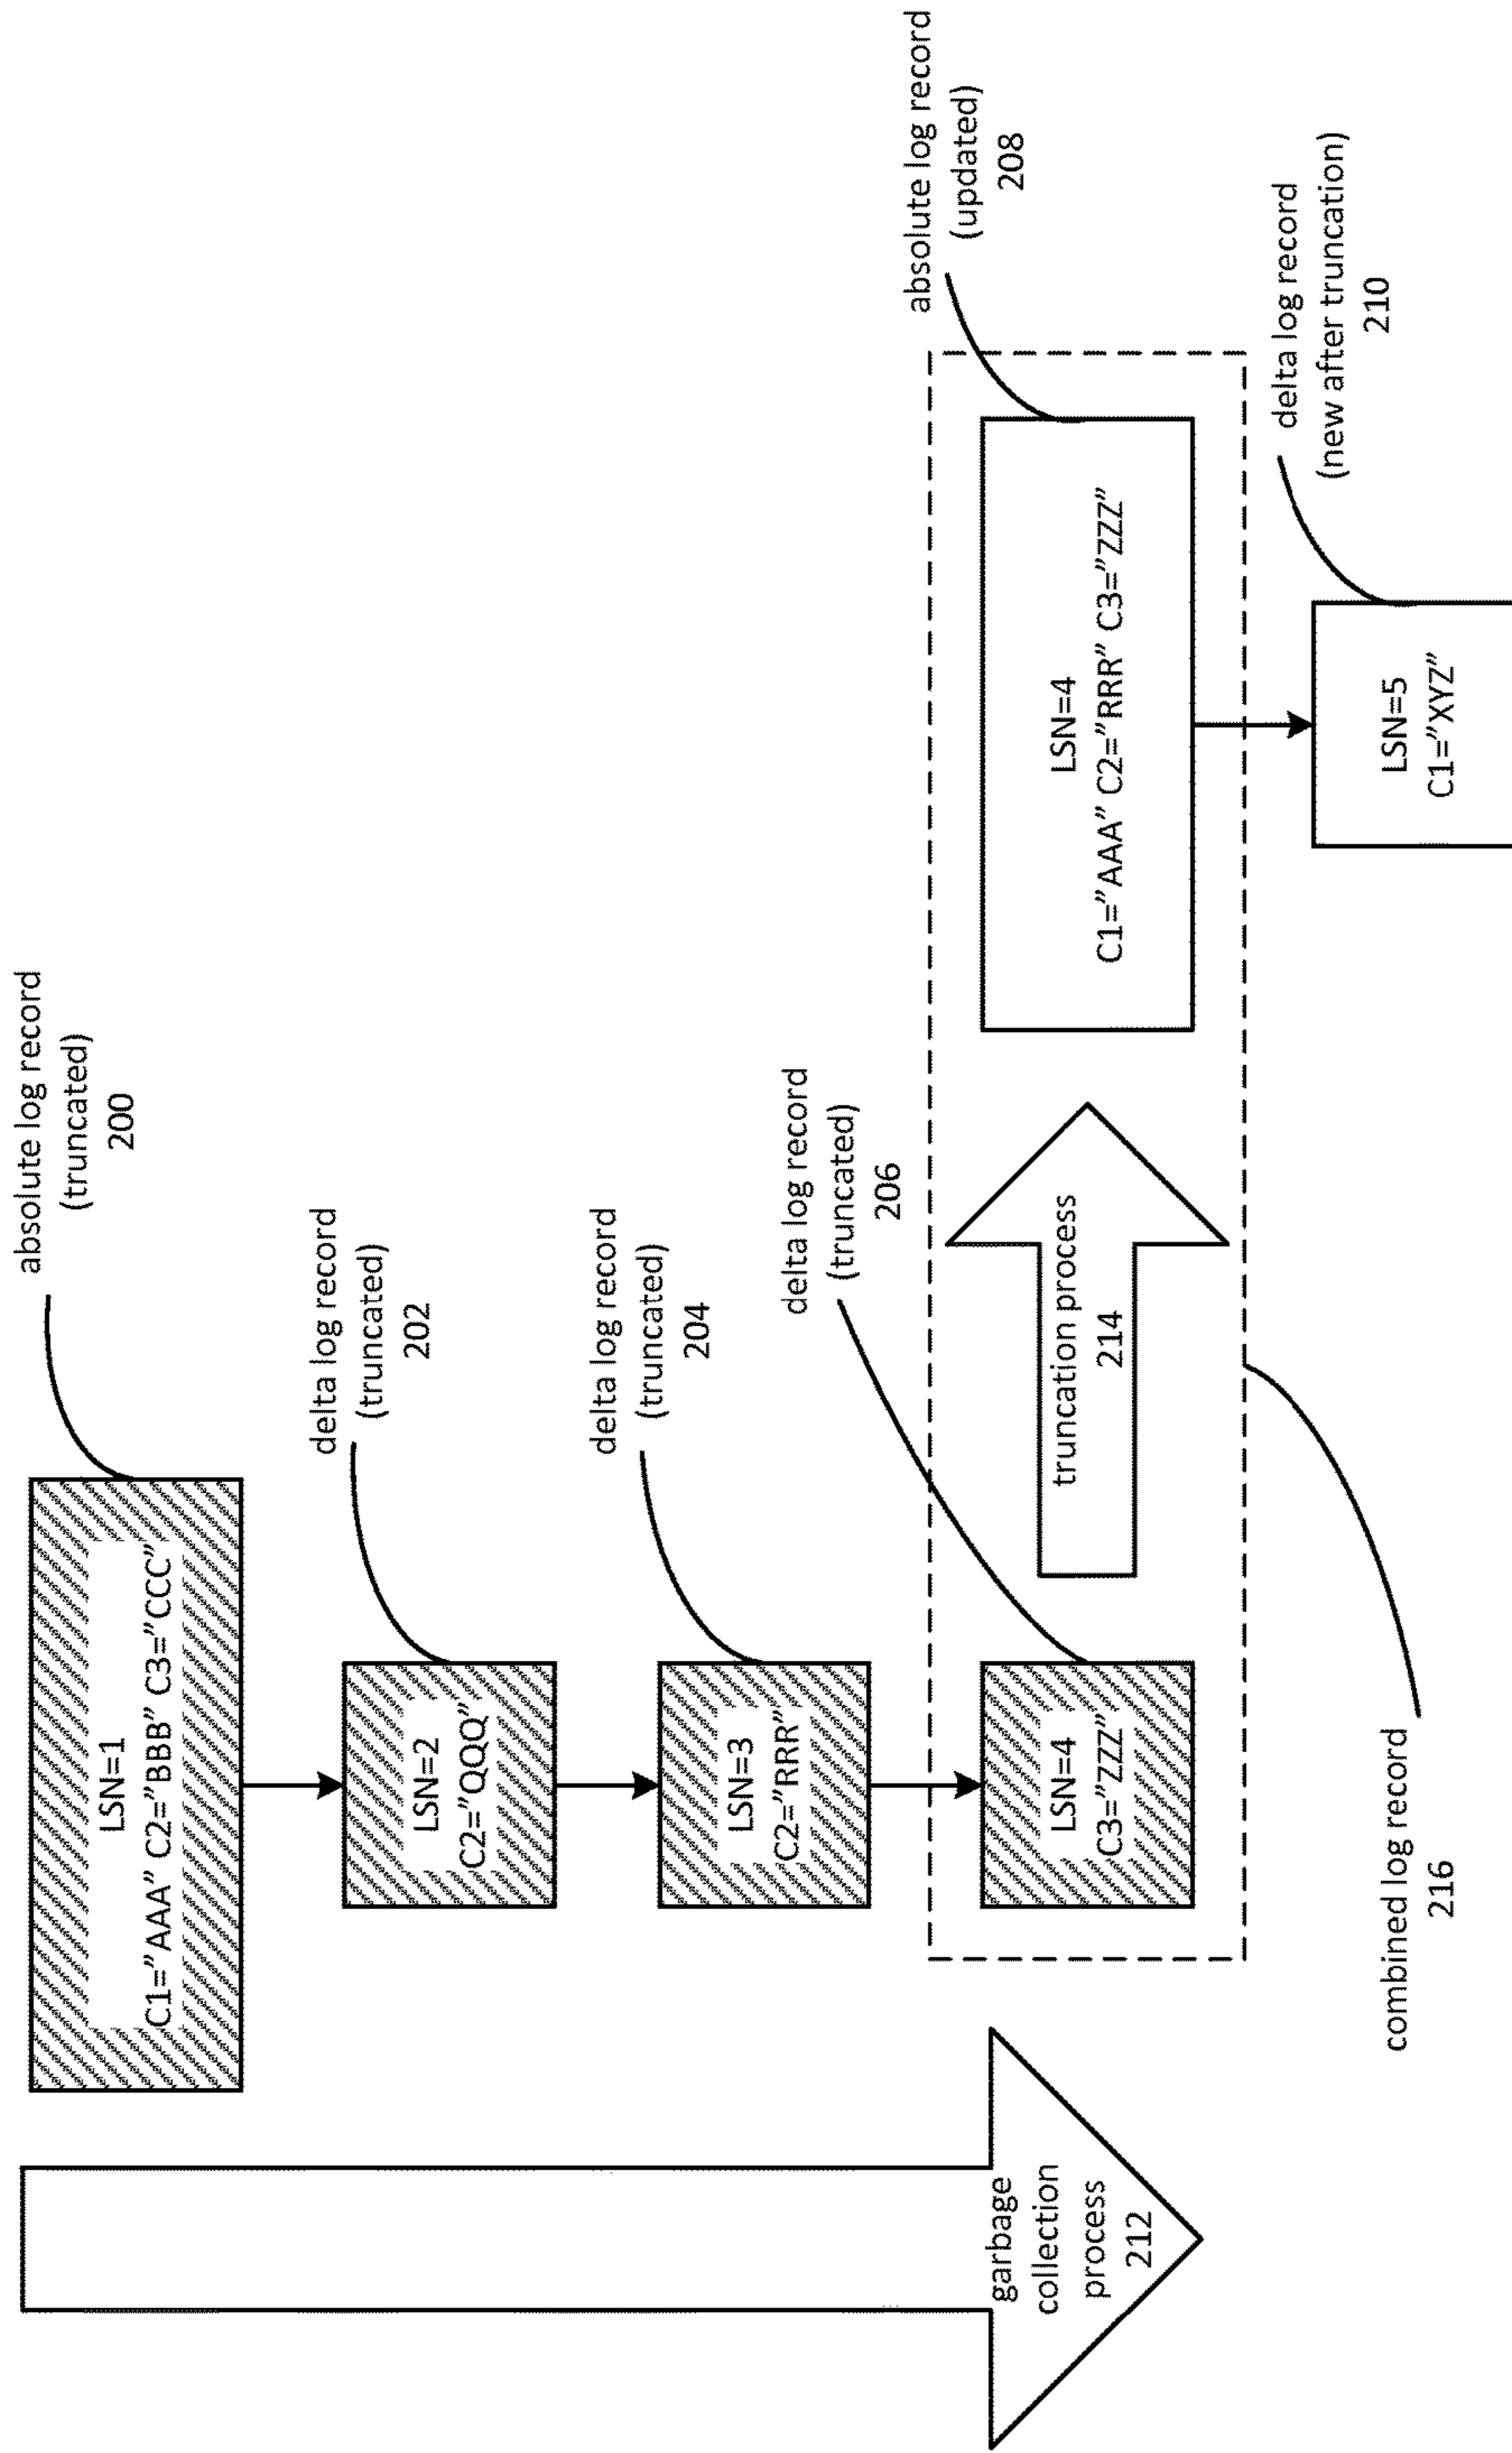 absolute log record
(truncated)
200
LSN=1
C1=”AAA” C2=”BBB” C3=”CCC”
delta log record
(truncated)
202
LSN=2
C2=”QQQ”
delta log record
(truncated)
204
LSN=3
C2=”RRR”
delta log record
(truncated)
206
LSN=4
C3=”ZZZ”
truncation process
214
absolute log record
(updated)
208
LSN=4
C1=”AAA” C2=”RRR” C3=”ZZZ”
delta log record
(new after truncation)
210
LSN=5
C1=”XYZ”
garbage
collection
process
212
combined log record
216